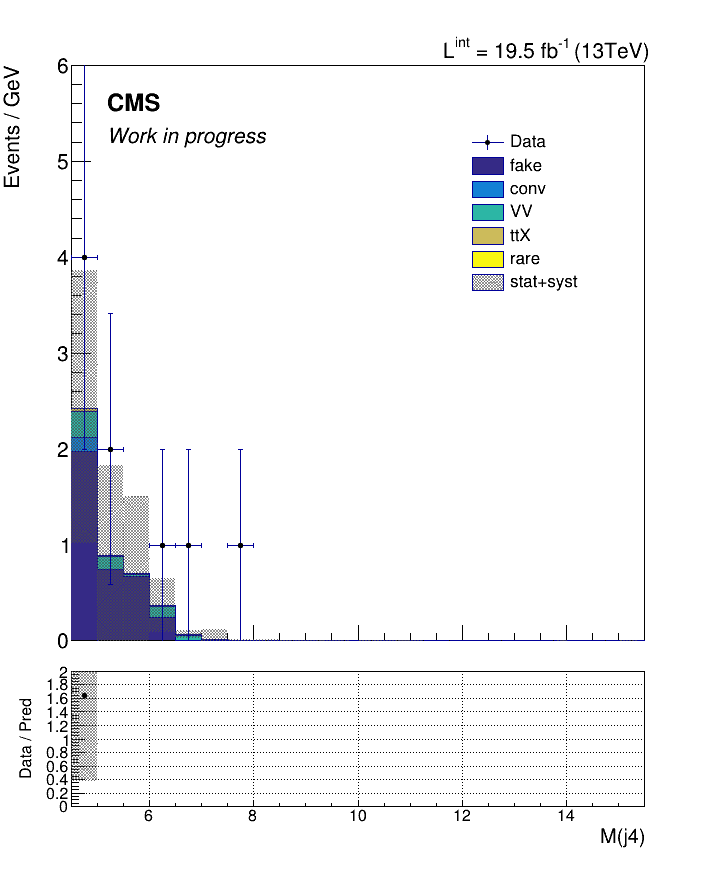 L^int = 19.5 fb^-1 (13TeV)
Events / GeV
6
5
4
3
2
1
0
CMS
Work in progress
Data
fake
conv
VV
ttX
rare
stat+syst
Data / Pred
2
1.8
1.6
1.4
1.2
1
0.8
0.6
0.4
0.2
0
6 8 10 12 14
M(j4)